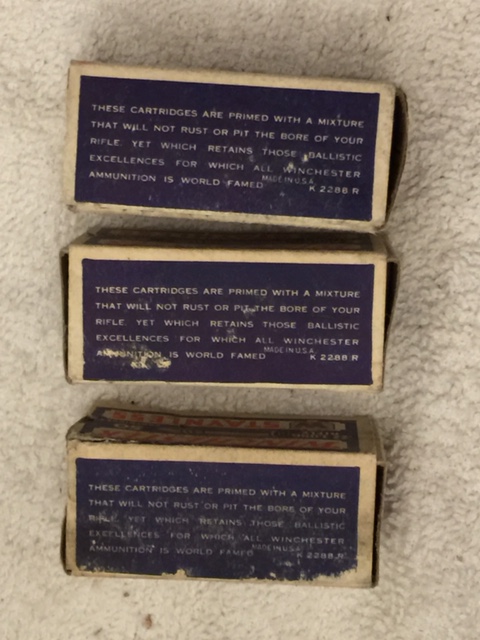 THESE CARTRIDGES ARE PRIMED WITH A MIXTURE
THAT WILL NOT RUST OR PIT THE BORE OF YOUR
RIFLE, YET WHICH RETAINS THOSE BALLISTIC
EXCELLENCES FOR WHICH ALL WINCHESTER
AMMUNITION IS WORLD FAMED MADE IN U.S.A. K 2288 R
THESE CARTRIDGES ARE PRIMED WITH A MIXTURE
THAT WILL NOT RUST OR PIT THE BORE OF YOUR
RIFLE, YET WHICH RETAINS THOSE BALLISTIC
EXCELLENCES FOR WHICH ALL WINCHESTER
AMMUNITION IS WORLD FAMED MADE IN U.S.A. K 2288 R
STAYNLESS
THESE CARTRIDGES ARE PRIMED WITH A MIXTURE
THAT WILL NOT RUST OR PIT THE BORE OF YOUR
RIFLE, YET WHICH RETAINS THOSE BALLISTIC
EXCELLENCES FOR WHICH ALL WINCHESTER
AMMUNITION IS WORLD FAMED MADE IN U.S.A. K 2288 R